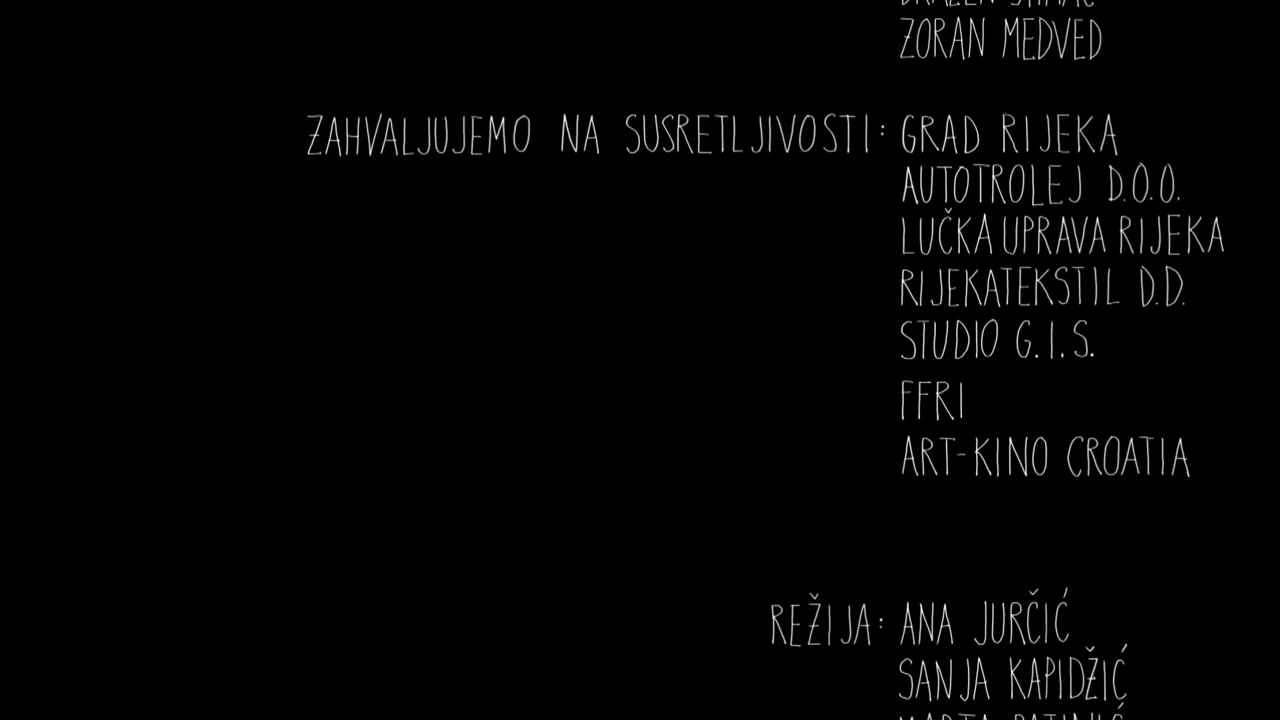 ZORAN MEDVED
ZAHVALJUJEMO NA SUSRETLJIVOSTI: GRAD RIJEKA
AUTOTROLEJ D.O.O.
LUČKA UPRAVA RIJEKA
RIJEKATEKSTIL D.D.
STUDIO G.I.S.
FFRI
ART-KINO CROATIA
REŽIJA: ANA JURČIĆ
SANJA KAPIDŽIĆ